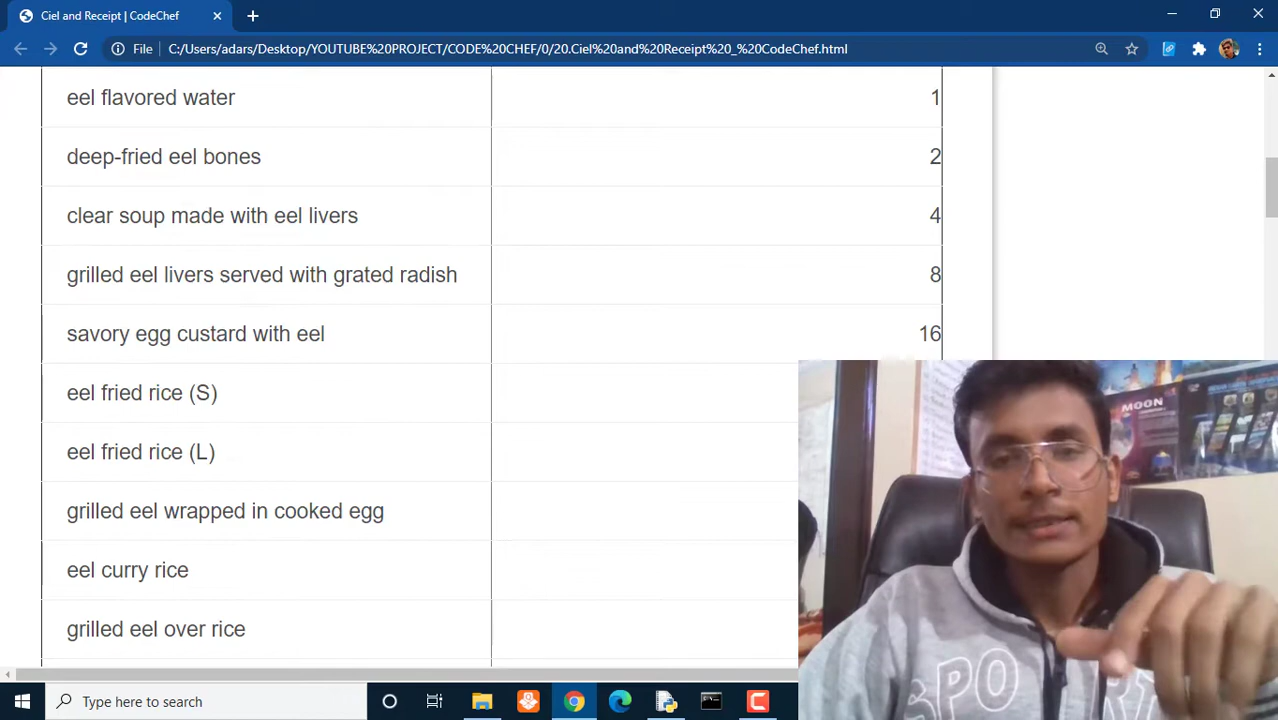 Ciel and Receipt | CodeChef
File
C:/Users/adars/Desktop/YOUTUBE%20PROJECT/CODE%20CHEF/0/20.Ciel%20and%20Receipt%20_%20CodeChef.html
eel flavored water 1
deep-fried eel bones 2
clear soup made with eel livers 4
grilled eel livers served with grated radish 8
savory egg custard with eel 16
eel fried rice (S)
eel fried rice (L)
grilled eel wrapped in cooked egg
eel curry rice
grilled eel over rice
MOON
SPORT
Type here to search